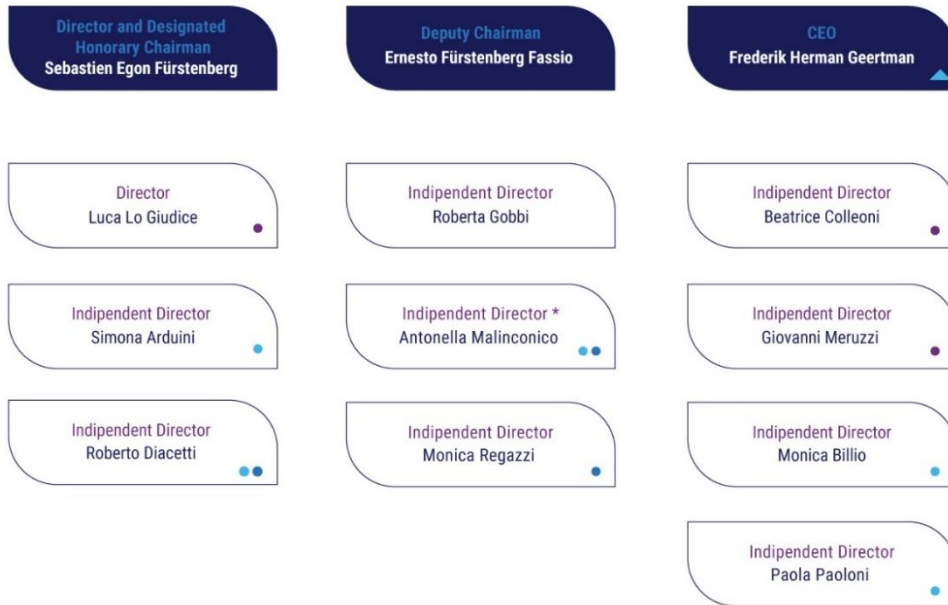 Director and Designated
Honorary Chairman
Sebastien Egon Fürstenberg
Deputy Chairman
Ernesto Fürstenberg Fassio
CEO
Frederik Herman Geertman
Director
Luca Lo Giudice
Indipendent Director
Roberta Gobbi
Indipendent Director
Beatrice Colleoni
Indipendent Director
Simona Arduini
Indipendent Director *
Antonella Malinconico
Indipendent Director
Giovanni Meruzzi
Indipendent Director
Roberto Diacetti
Indipendent Director
Monica Regazzi
Indipendent Director
Monica Billio
Indipendent Director
Paola Paoloni